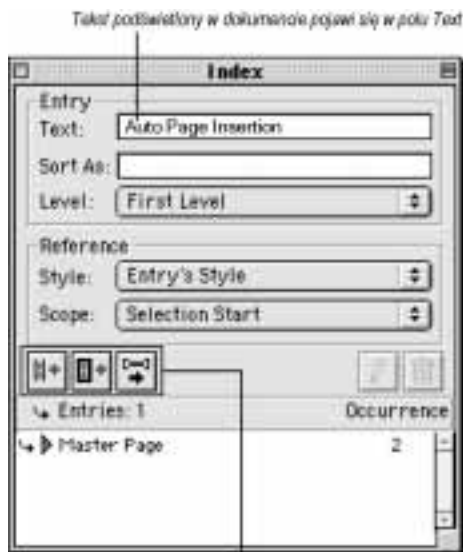 Tekst podświetlony w dokumencie pojawi się w polu Text
Index
Entry
Text: Auto Page Insertion
Sort As:
Level: First Level
Reference
Style: Entry's Style
Scope: Selection Start
Entries: 1 Occurrence
Master Page 2